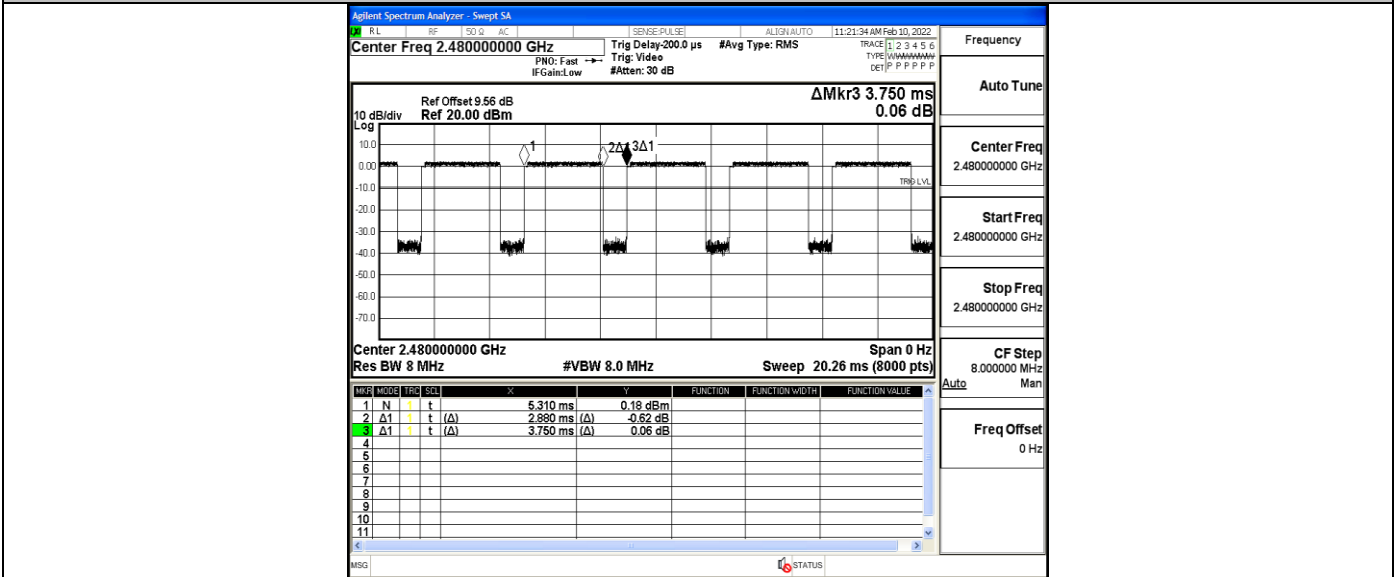 Agilent Spectrum Analyzer - Swept SA
LXI RL RF 50 Ω AC SENSE:PULSE ALIGNAUTO 11:21:34 AM Feb 10, 2022
Center Freq 2.480000000 GHz
PNO: Fast
IFGain:Low
Trig Delay-200.0 µs
Trig: Video
#Atten: 30 dB
#Avg Type: RMS
TRACE 1 2 3 4 5 6
TYPE WWWWWW
DET P P P P P P
ΔMkr3 3.750 ms
0.06 dB
Ref Offset 9.56 dB
10 dB/div Ref 20.00 dBm
Log
10.0
0.00
-10.0
-20.0
-30.0
-40.0
-50.0
-60.0
-70.0
1
2Δ1
3Δ1
TRIG LVL
Center 2.480000000 GHz Span 0 Hz
Res BW 8 MHz #VBW 8.0 MHz Sweep 20.26 ms (8000 pts)
MKR MODE TRC SCL X Y FUNCTION FUNCTION WIDTH FUNCTION VALUE
1 N 1 t 5.310 ms 0.18 dBm
2 Δ1 1 t (Δ) 2.880 ms (Δ) -0.62 dB
3 Δ1 1 t (Δ) 3.750 ms (Δ) 0.06 dB
4
5
6
7
8
9
10
11
MSG STATUS
Frequency
Auto Tune
Center Freq
2.480000000 GHz
Start Freq
2.480000000 GHz
Stop Freq
2.480000000 GHz
CF Step
8.000000 MHz
Auto Man
Freq Offset
0 Hz